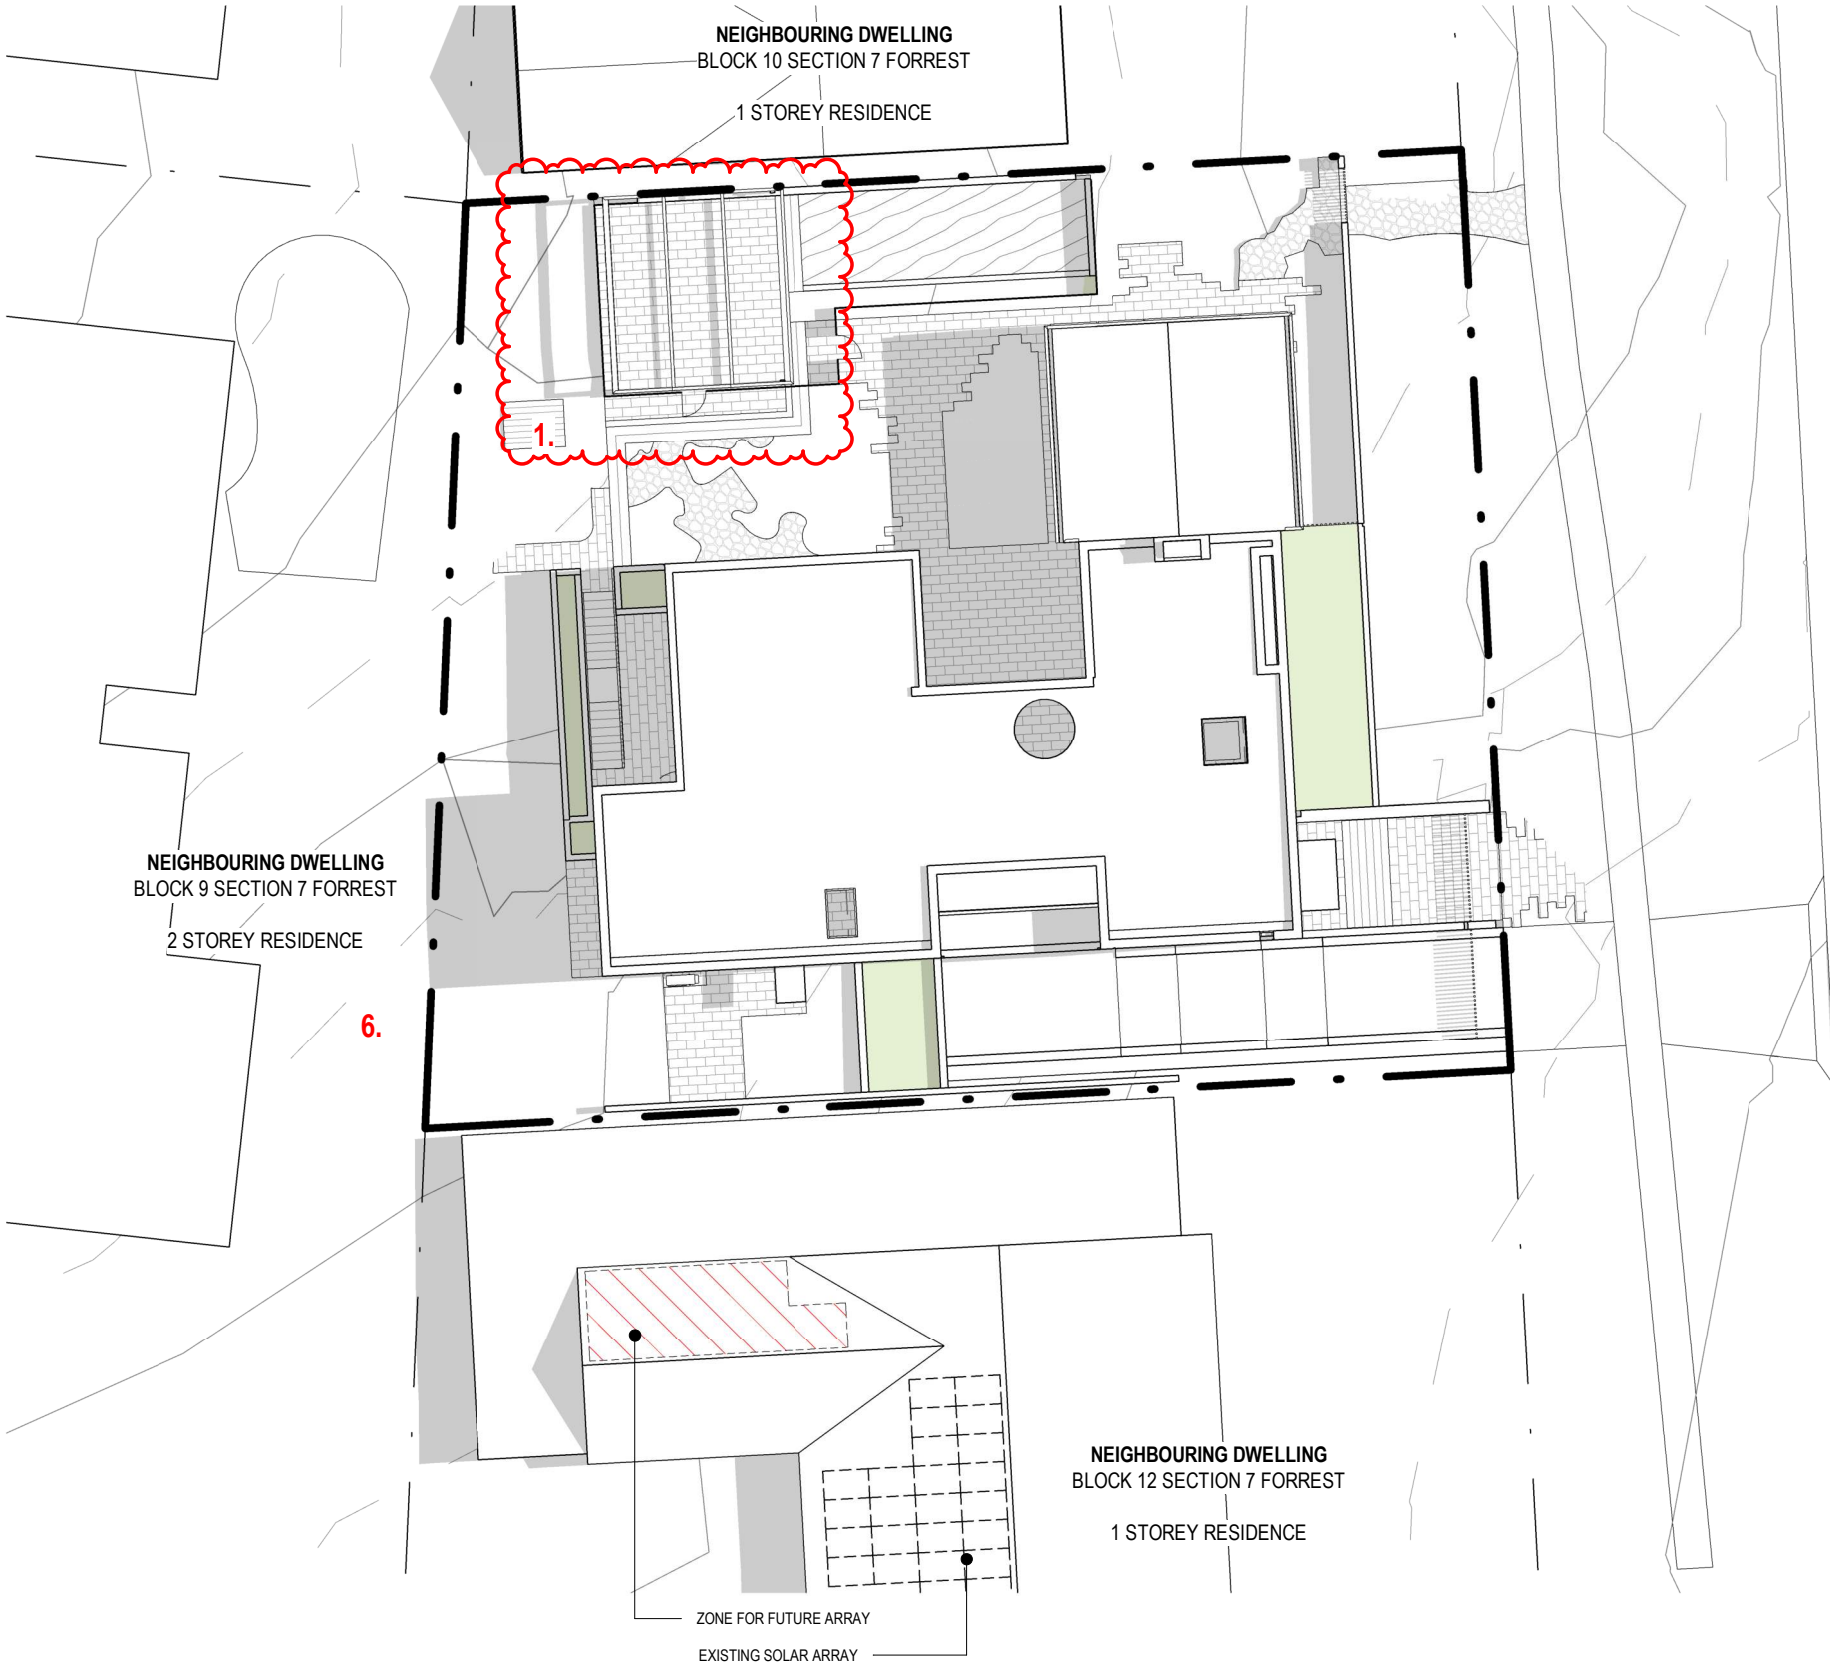 NEIGHBOURING DWELLING
BLOCK 10 SECTION 7 FORREST
1 STOREY RESIDENCE
1.
NEIGHBOURING DWELLING
BLOCK 9 SECTION 7 FORREST
2 STOREY RESIDENCE
6.
NEIGHBOURING DWELLING
BLOCK 12 SECTION 7 FORREST
1 STOREY RESIDENCE
ZONE FOR FUTURE ARRAY
EXISTING SOLAR ARRAY